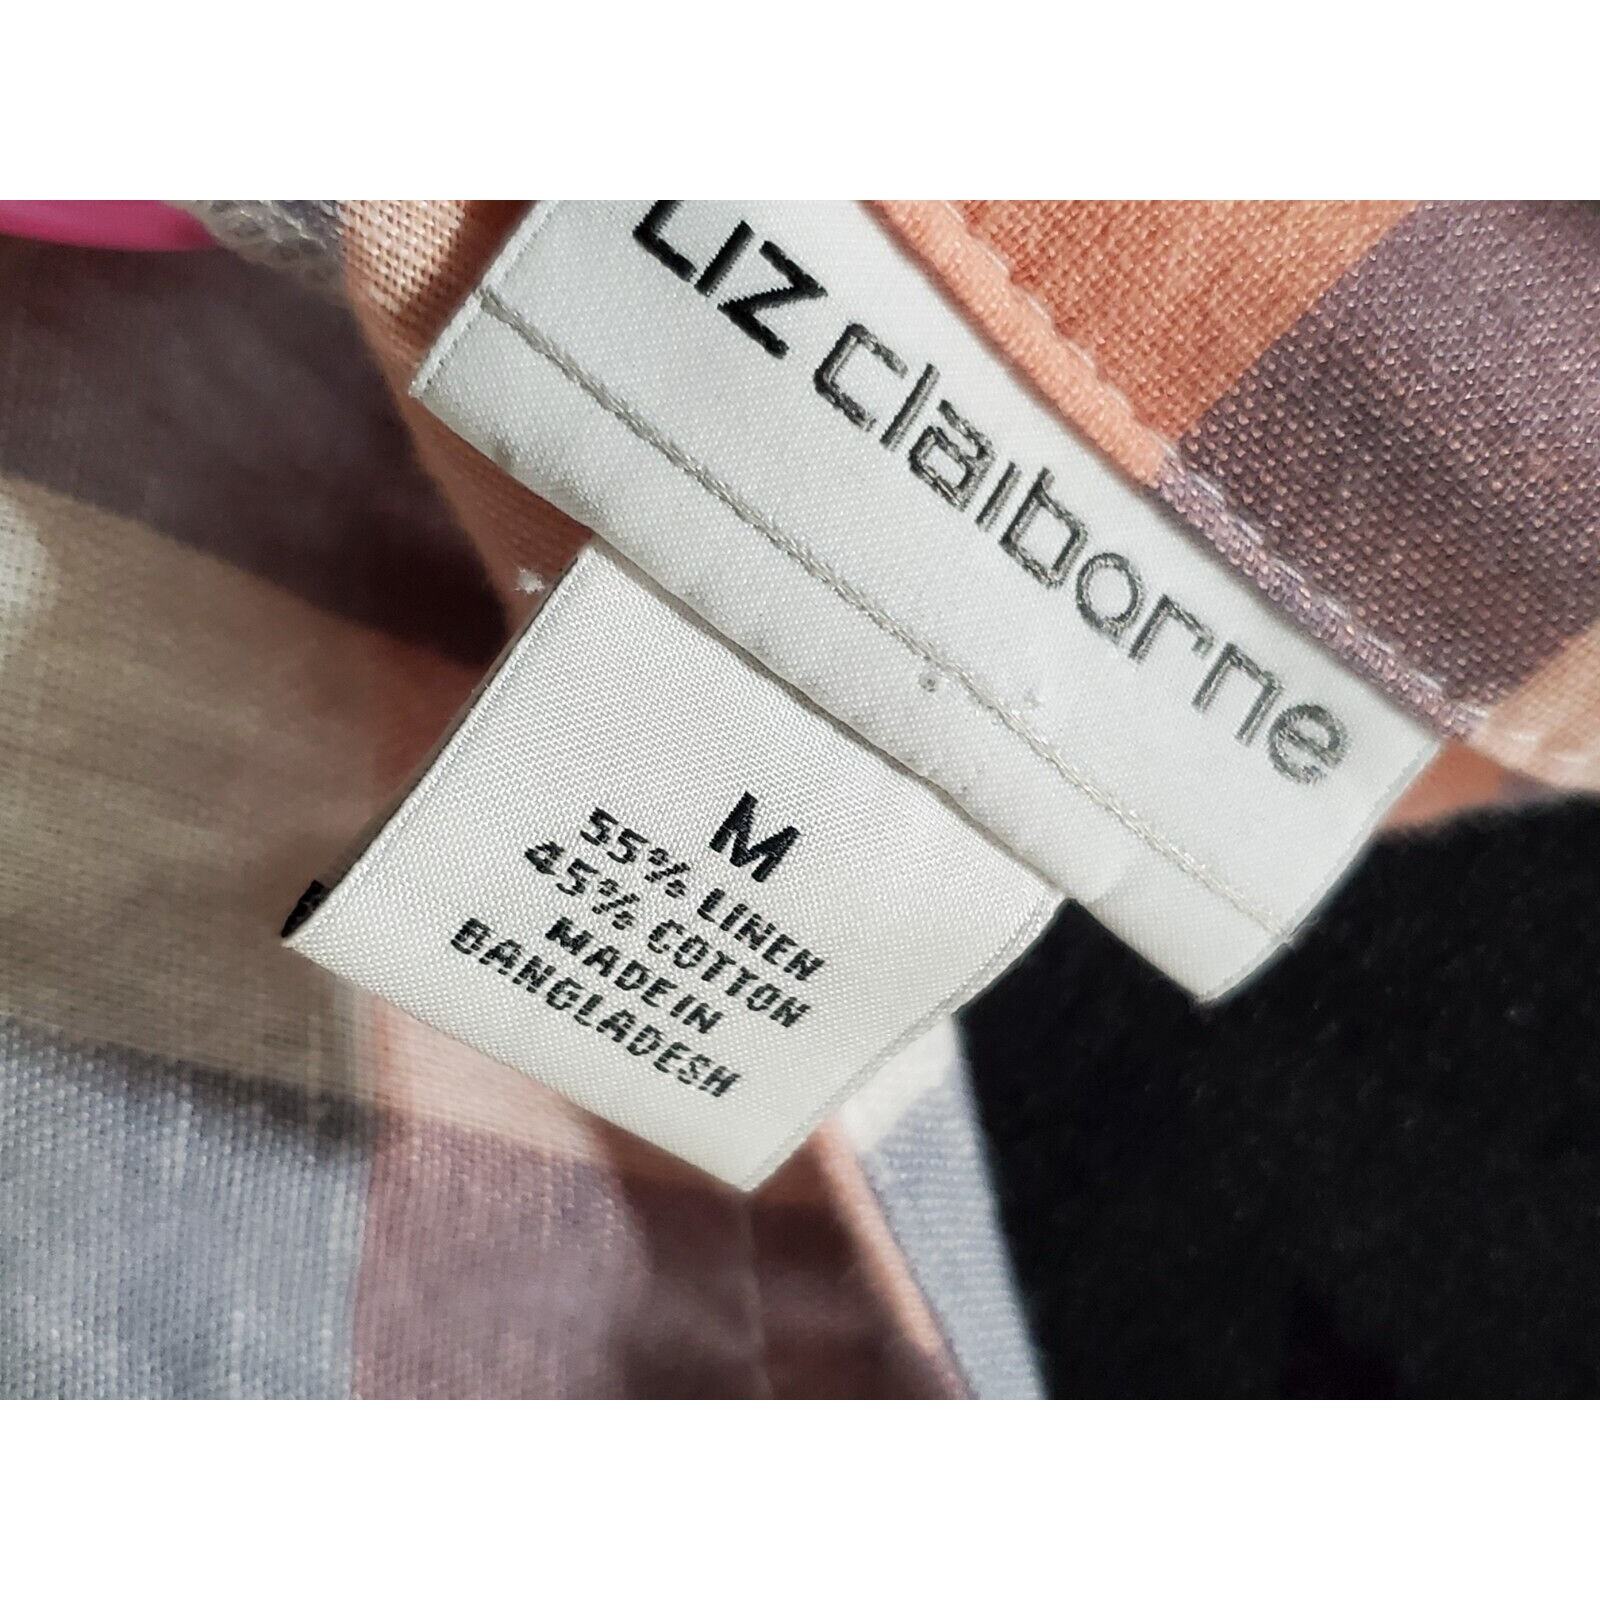 LIZ claiborne
M
55% LINEN
45% COTTON
MADE IN
BANGLADESH